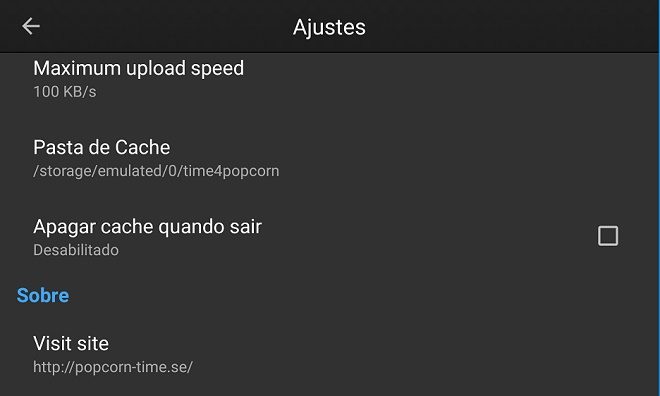 Ajustes
Maximum upload speed
100 KB/s
Pasta de Cache
/storage/emulated/0/time4popcorn
Apagar cache quando sair
Desabilitado
Sobre
Visit site
http://popcorn-time.se/